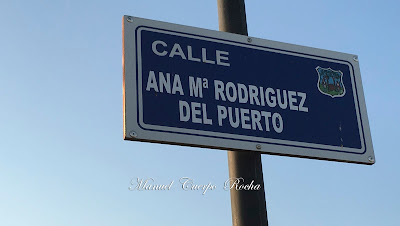 CALLE
ANA Mª RODRIGUEZ
DEL PUERTO
Manuel Cuerpo Rocha